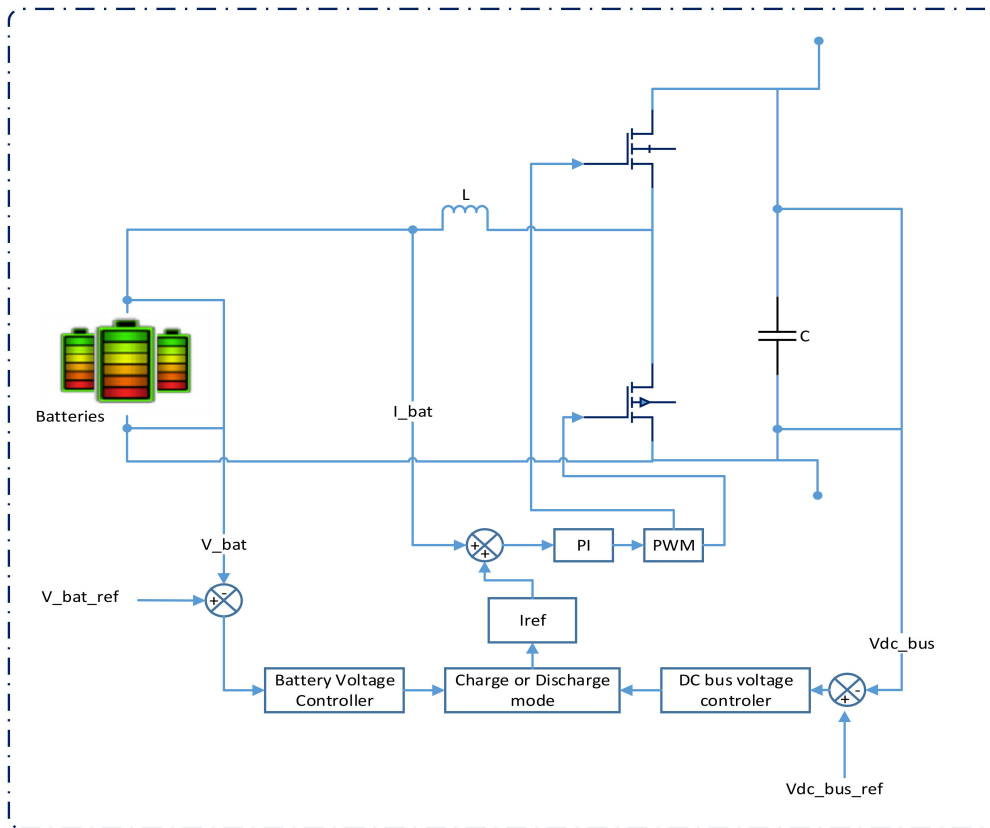 L
C
Batteries
I_bat
V_bat
+
+
PI
PWM
V_bat_ref
-
+
Iref
Vdc_bus
Battery Voltage
Controller
Charge or Discharge
mode
DC bus voltage
controler
-
+
Vdc_bus_ref